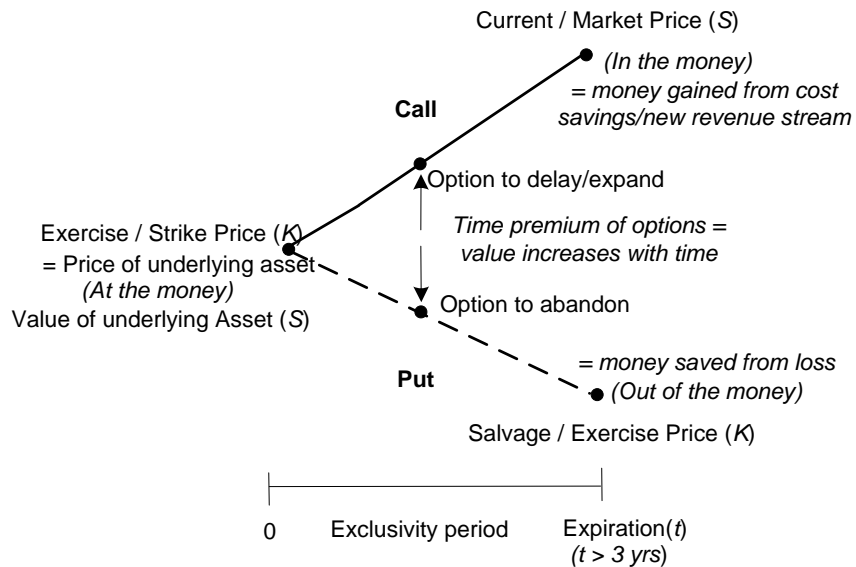 Current / Market Price (S)
(In the money)
= money gained from cost
savings/new revenue stream
Call
Option to delay/expand
Exercise / Strike Price (K)
Time premium of options =
value increases with time
= Price of underlying asset
(At the money)
Option to abandon
Value of underlying Asset (S)
= money saved from loss
Put
(Out of the money)
Salvage / Exercise Price (K)
0
Exclusivity period
Expiration(t)
(t > 3 yrs)